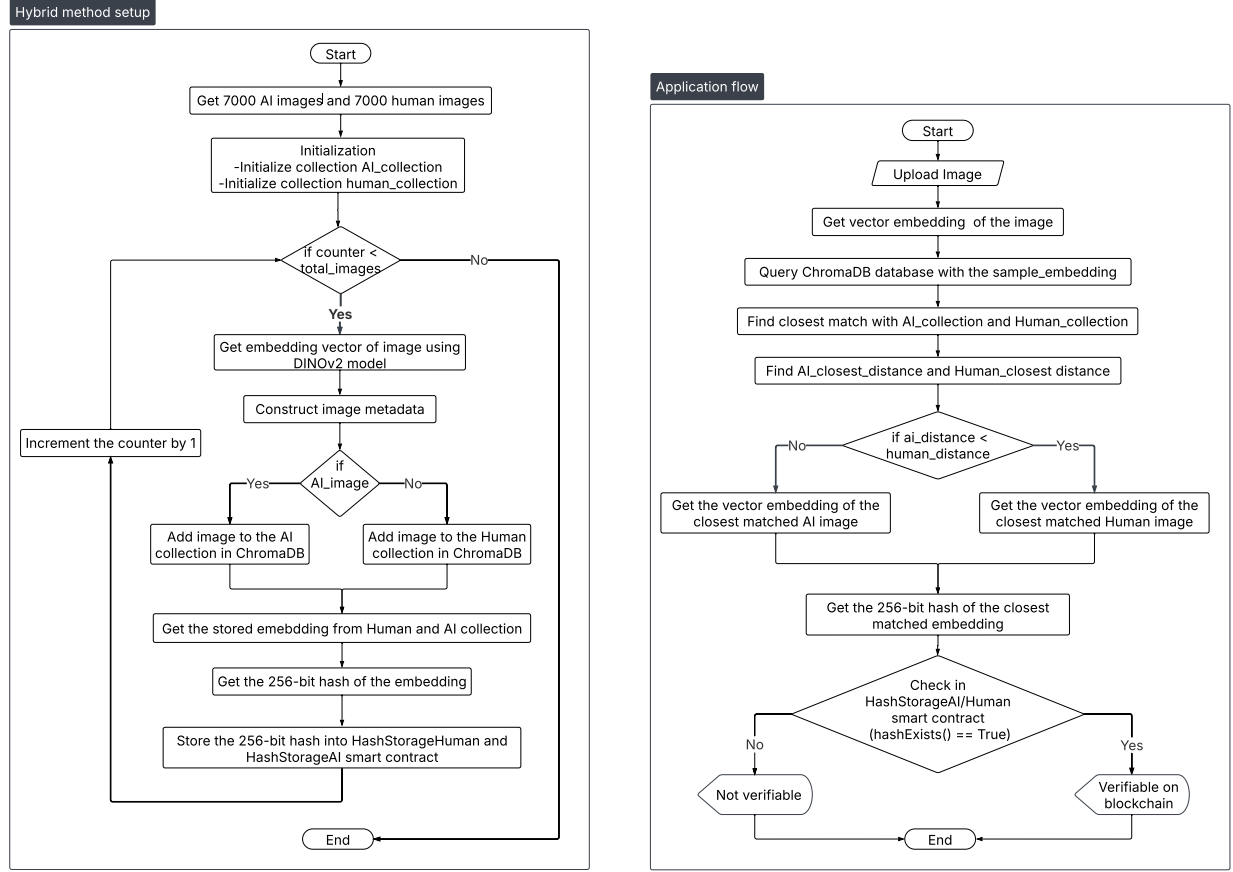 Hybrid method setup
Start
Get 7000 AI images and 7000 human images
Initialization
-Initialize collection AI_collection
-Initialize collection human_collection
if counter <
total_images
No
Yes
Get embedding vector of image using
DINOv2 model
Construct image metadata
Increment the counter by 1
if
AI_image
Yes
No
Add image to the AI
collection in ChromaDB
Add image to the Human
collection in ChromaDB
Get the stored emebdding from Human and AI collection
Get the 256-bit hash of the embedding
Store the 256-bit hash into HashStorageHuman and
HashStorageAI smart contract
End
Application flow
Start
Upload Image
Get vector embedding of the image
Query ChromaDB database with the sample_embedding
Find closest match with AI_collection and Human_collection
Find AI_closest_distance and Human_closest distance
if ai_distance <
human_distance
No
Yes
Get the vector embedding of the
closest matched AI image
Get the vector embedding of the
closest matched Human image
Get the 256-bit hash of the closest
matched embedding
Check in
HashStorageAI/Human
smart contract
(hashExists() == True)
No
Yes
Not verifiable
Verifiable on
blockchain
End